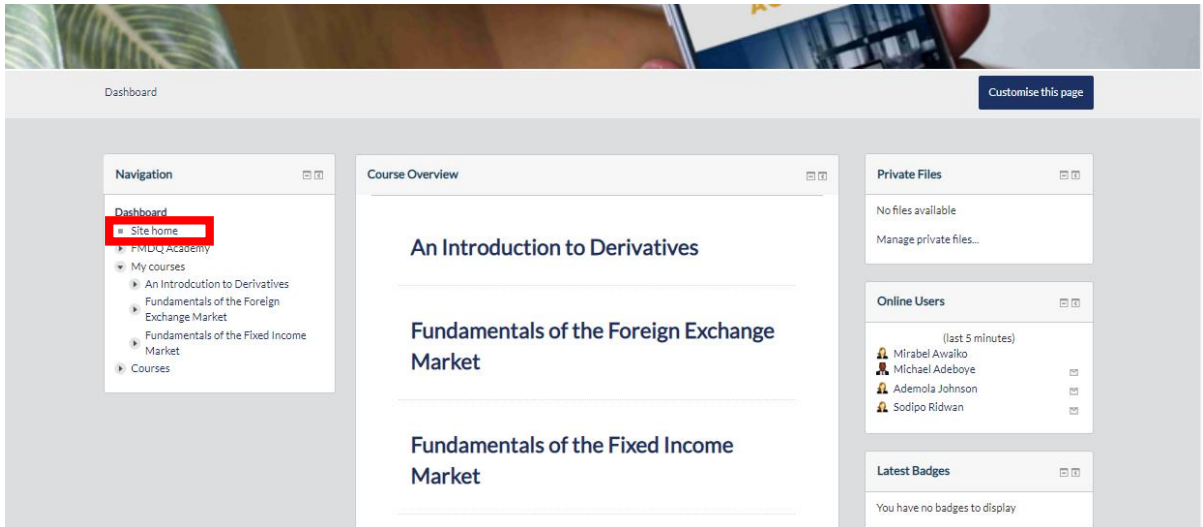 AC
Dashboard
Customise this page
Navigation
Dashboard
Site home
FMDQ Academy
My courses
An Introdcution to Derivatives
Fundamentals of the Foreign
Exchange Market
Fundamentals of the Fixed Income
Market
Courses
Course Overview
An Introduction to Derivatives
Fundamentals of the Foreign Exchange
Market
Fundamentals of the Fixed Income
Market
Private Files
No files available
Manage private files...
Online Users
(last 5 minutes)
Mirabel Awaiko
Michael Adeboye
Ademola Johnson
Sodipo Ridwan
Latest Badges
You have no badges to display